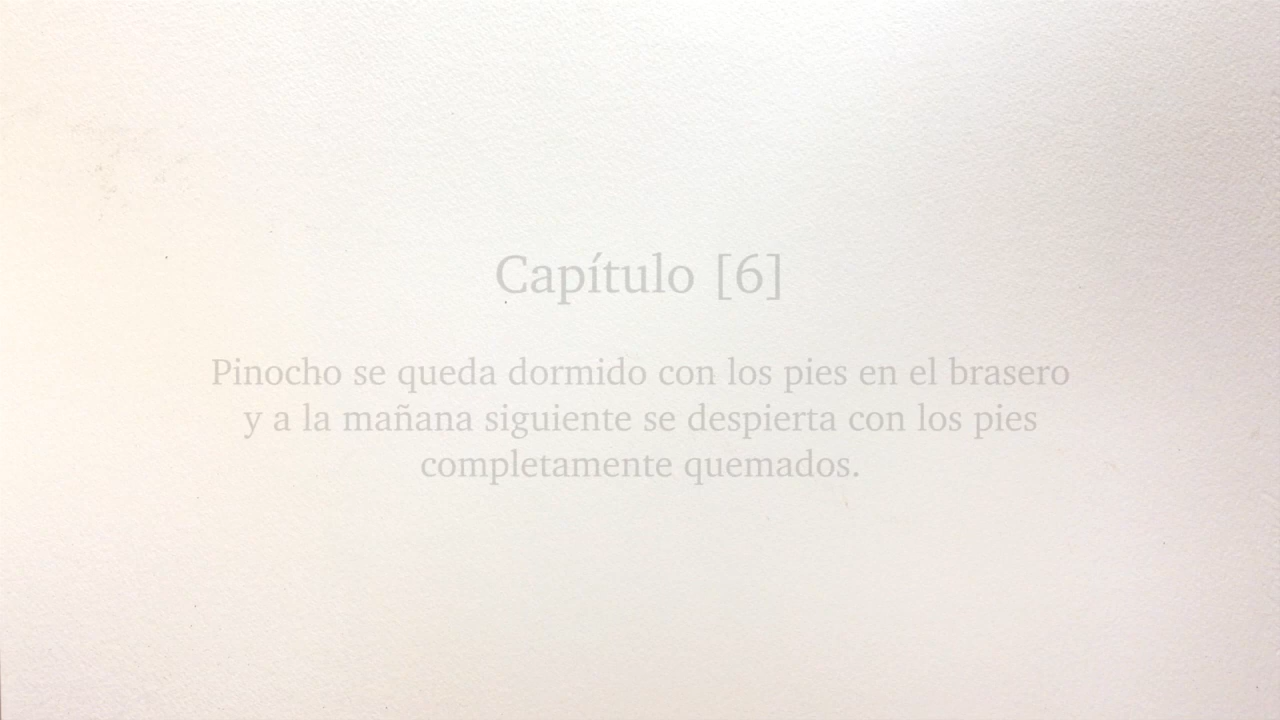 Capítulo [6]
Pinocho se queda dormido con los pies en el brasero
y a la mañana siguiente se despierta con los pies
completamente quemados.